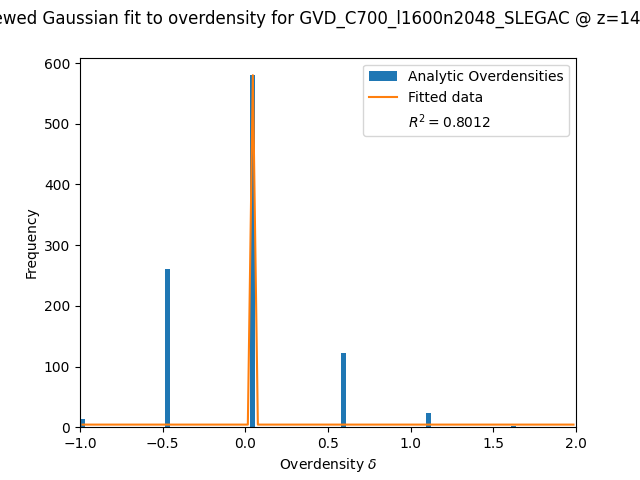 ewed Gaussian fit to overdensity for GVD_C700_l1600n2048_SLEGAC @ z=14
Analytic Overdensities
Fitted data
R² = 0.8012
600
500
400
300
200
100
0
Frequency
−1.0 −0.5 0.0 0.5 1.0 1.5 2.0
Overdensity δ